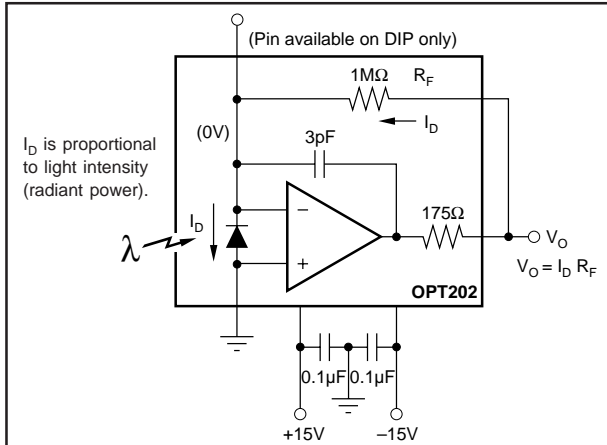 (Pin available on DIP only)
1MΩ R_F
I_D
(0V)
3pF
I_D is proportional
to light intensity
(radiant power).
I_D
λ
–
+
175Ω
V_O
V_O = I_D R_F
OPT202
0.1µF 0.1µF
+15V –15V